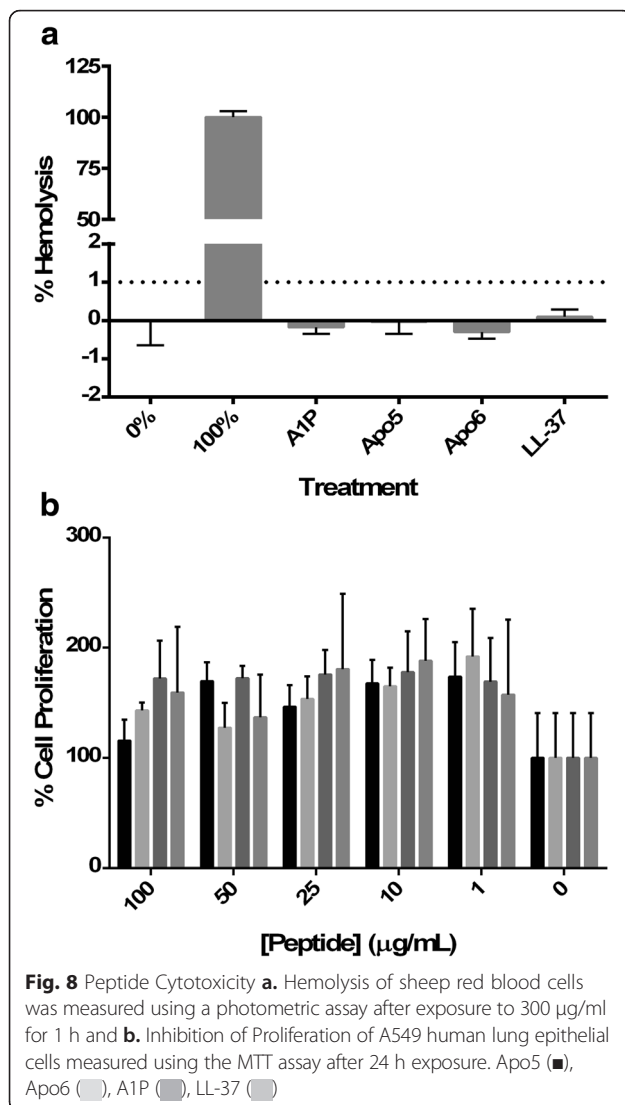 a
125
100
75
50
2
1
0
-1
-2
% Hemolysis
0%
100%
A1P
Apo5
Apo6
LL-37
Treatment
b
300
200
100
0
% Cell Proliferation
100
50
25
10
1
0
[Peptide] (μg/mL)
Fig. 8 Peptide Cytotoxicity a. Hemolysis of sheep red blood cells
was measured using a photometric assay after exposure to 300 μg/ml
for 1 h and b. Inhibition of Proliferation of A549 human lung epithelial
cells measured using the MTT assay after 24 h exposure. Apo5 (■),
Apo6 ( ), A1P ( ), LL-37 ( )